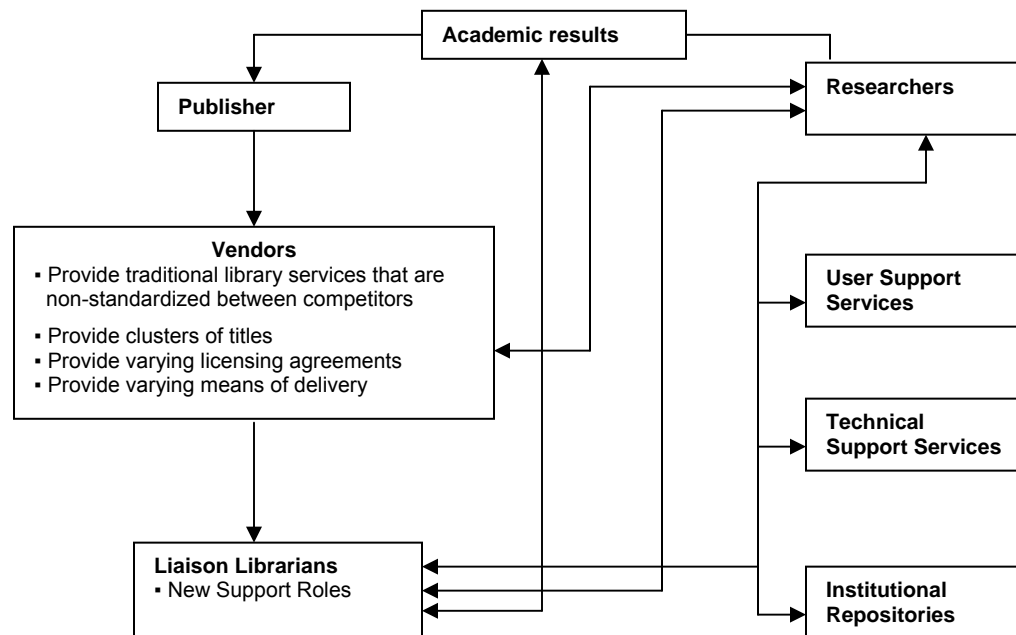 Academic results
Researchers
Publisher
Vendors
▪ Provide traditional library services that are
non-standardized between competitors
▪ Provide clusters of titles
▪ Provide varying licensing agreements
▪ Provide varying means of delivery
User Support
Services
Technical
Support Services
Liaison Librarians
▪ New Support Roles
Institutional
Repositories